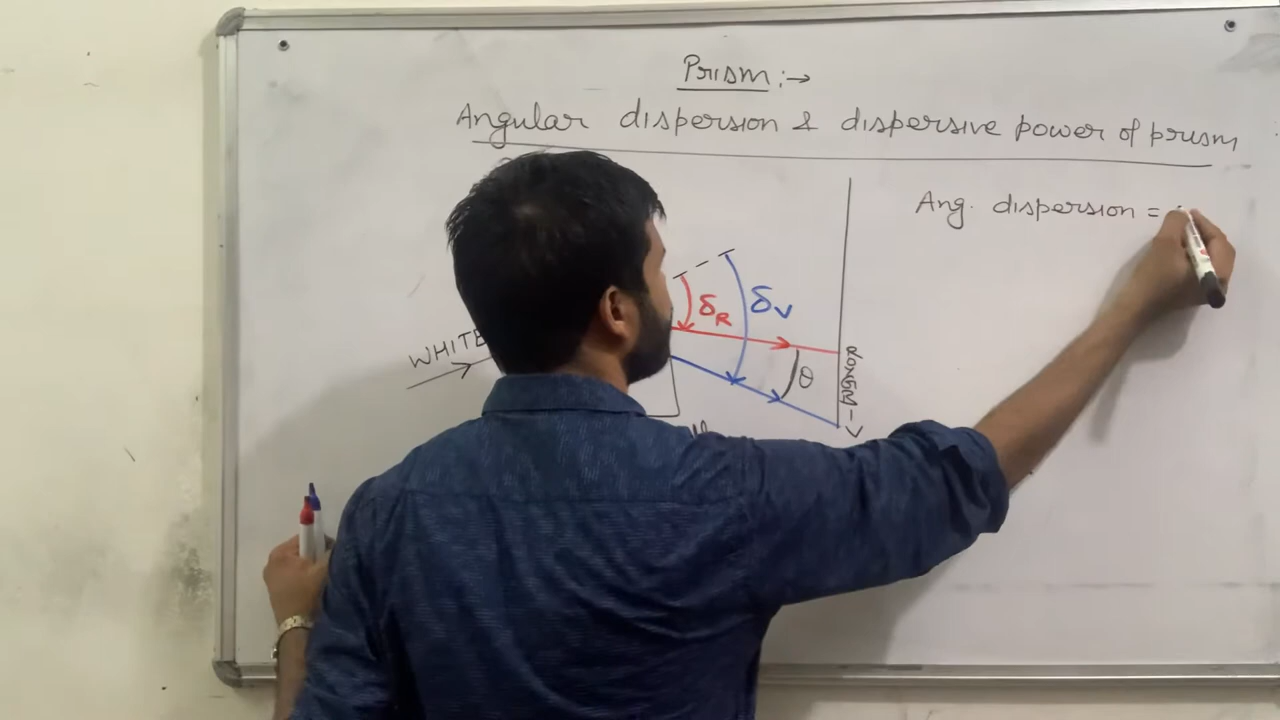 Prism :→
Angular dispersion & dispersive power of prism
Ang. dispersion =
WHITE
δR
δV
θ
V